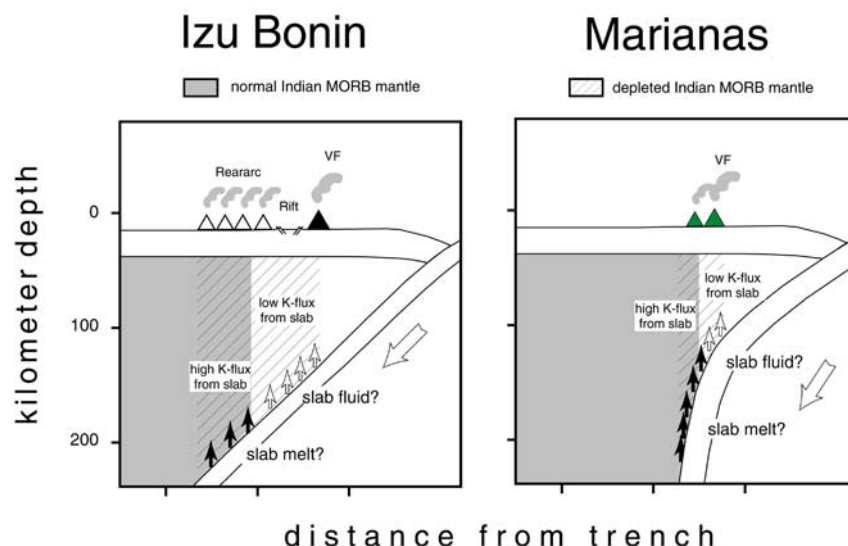 Izu Bonin
normal Indian MORB mantle
Reararc
VF
Rift
low K-flux
from slab
high K-flux
from slab
slab fluid?
slab melt?
Marianas
depleted Indian MORB mantle
VF
low K-flux
from slab
high K-flux
from slab
slab fluid?
slab melt?
kilometer depth
0
100
200
distance from trench